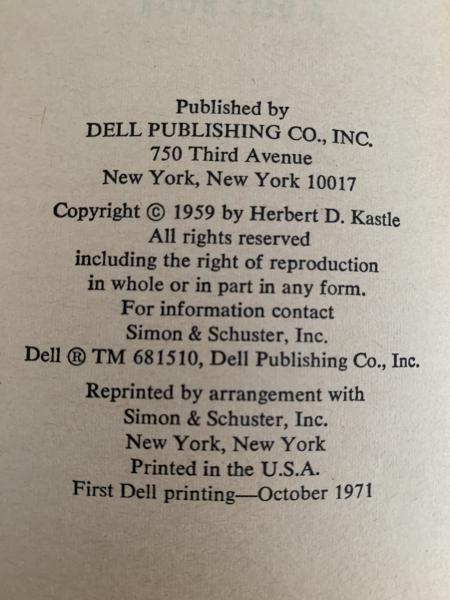 Published by
DELL PUBLISHING CO., INC.
750 Third Avenue
New York, New York 10017
Copyright © 1959 by Herbert D. Kastle
All rights reserved
including the right of reproduction
in whole or in part in any form.
For information contact
Simon & Schuster, Inc.
Dell ® TM 681510, Dell Publishing Co., Inc.
Reprinted by arrangement with
Simon & Schuster, Inc.
New York, New York
Printed in the U.S.A.
First Dell printing—October 1971